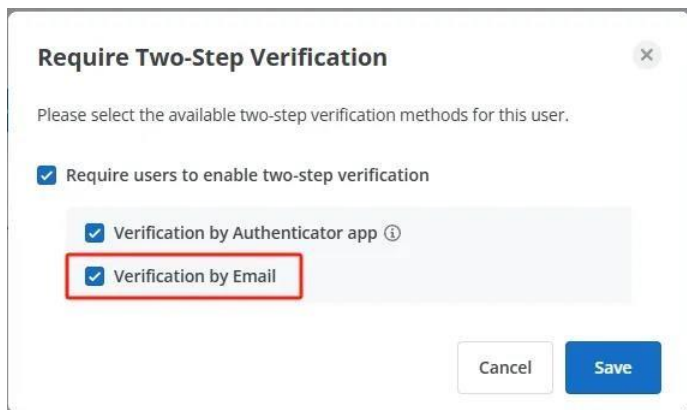 Require Two-Step Verification
Please select the available two-step verification methods for this user.
Require users to enable two-step verification
Verification by Authenticator app
Verification by Email
Cancel Save